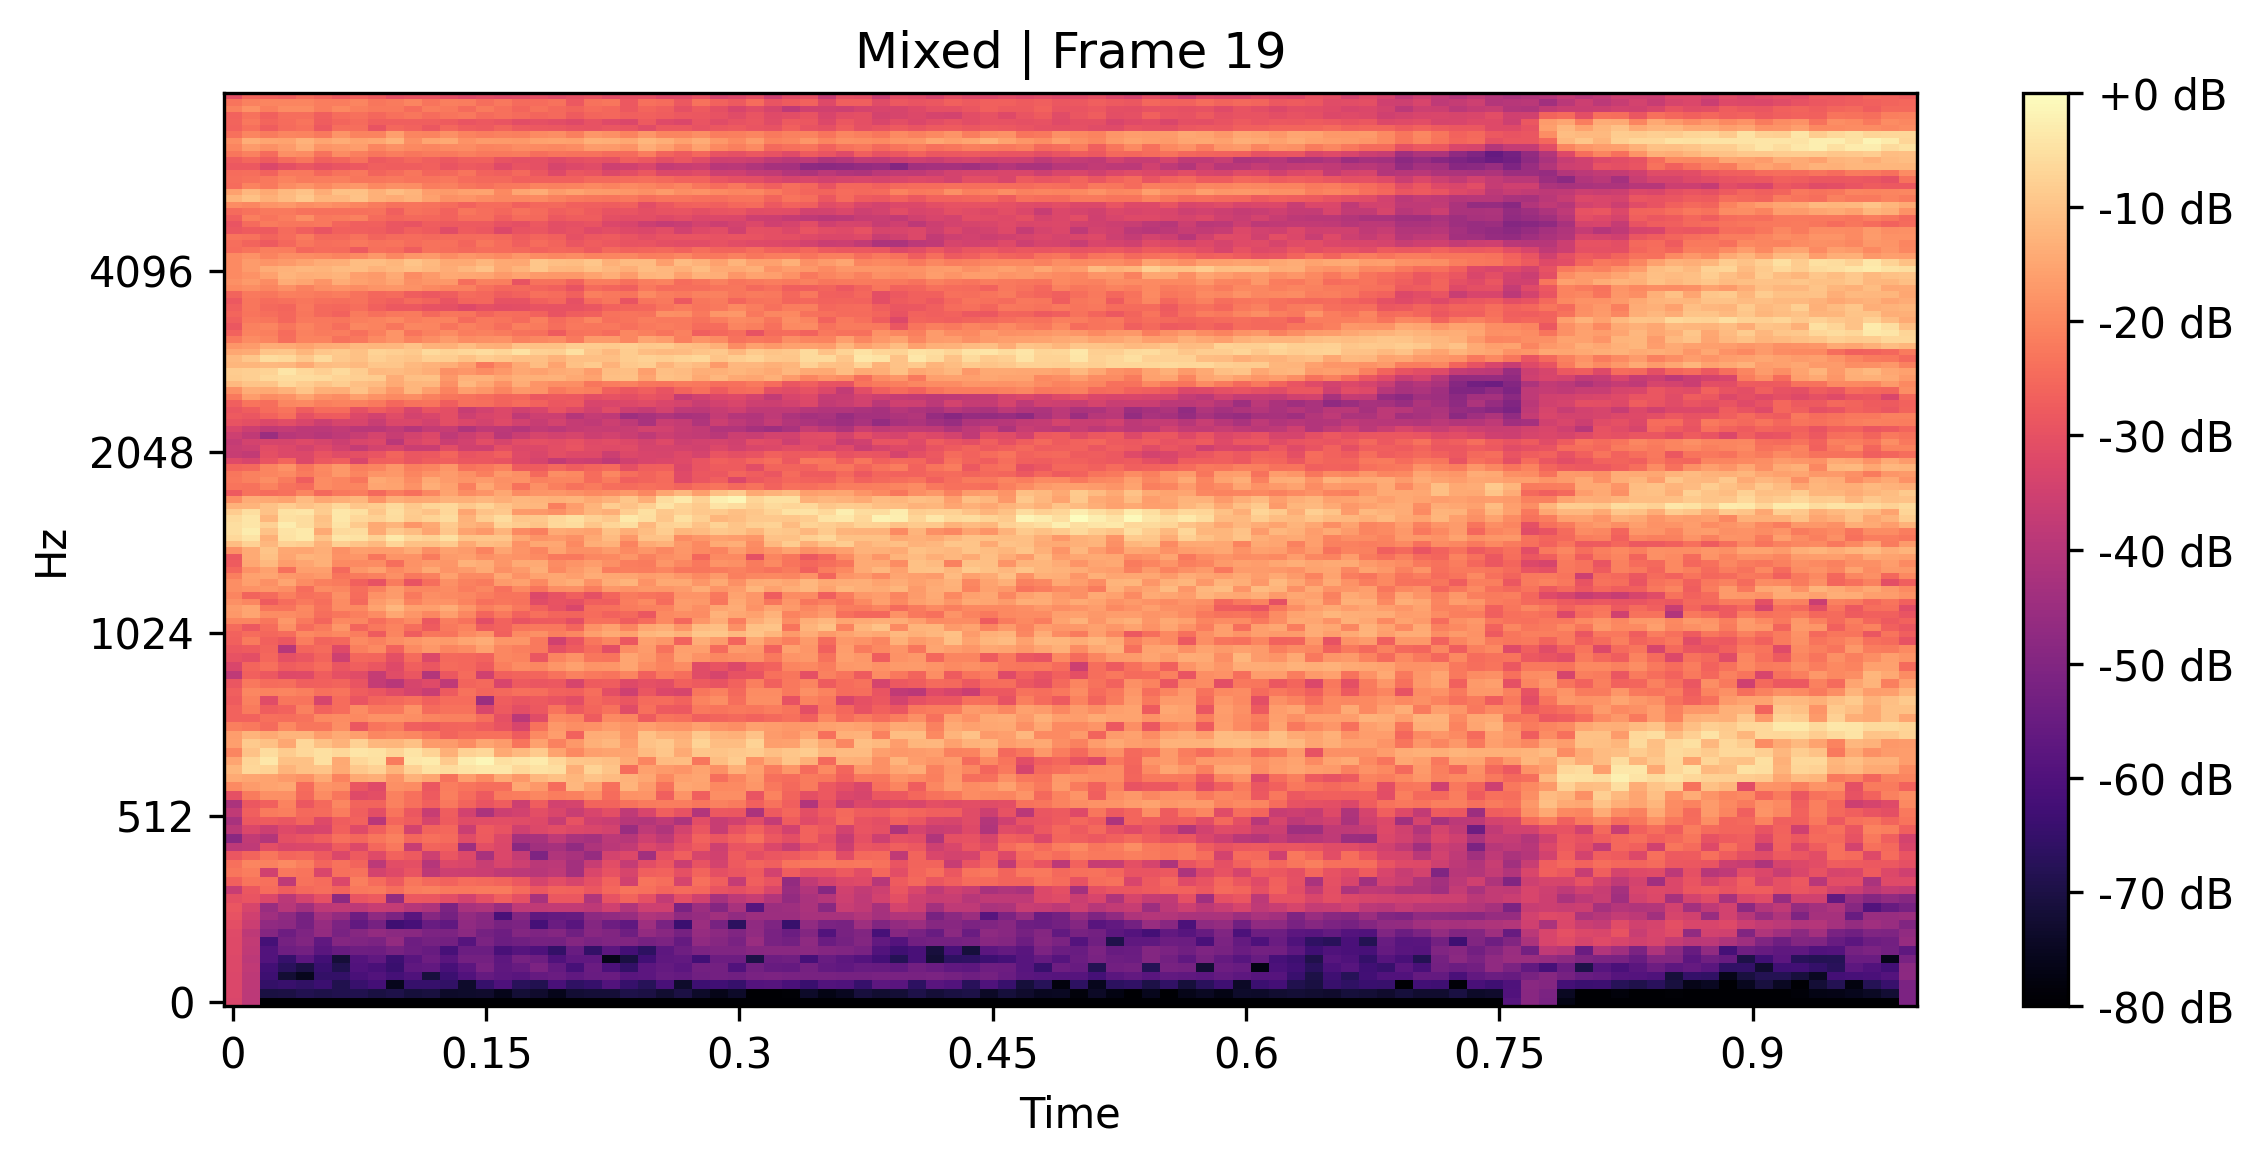 Mixed | Frame 19
Hz
4096
2048
1024
512
0
0
0.15
0.3
0.45
0.6
0.75
0.9
Time
+0 dB
-10 dB
-20 dB
-30 dB
-40 dB
-50 dB
-60 dB
-70 dB
-80 dB